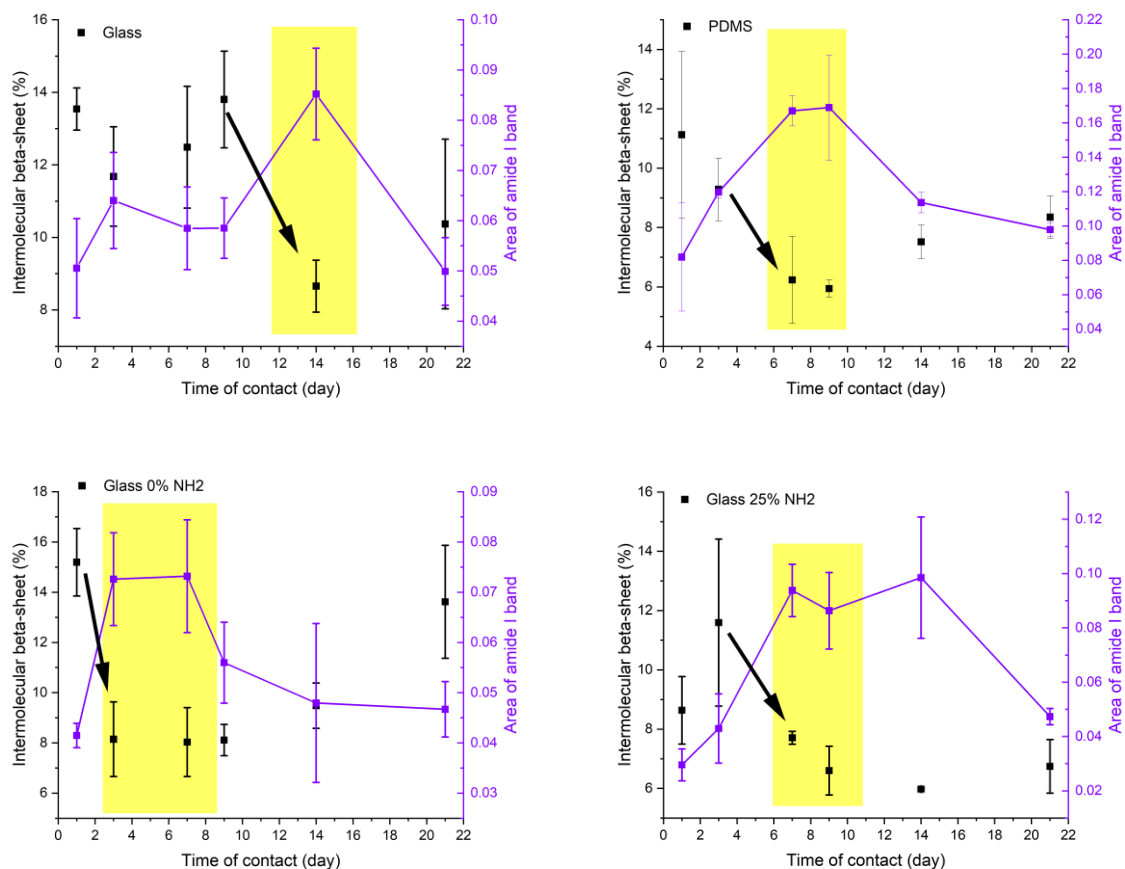 Glass
Intermolecular beta-sheet (%)
16
14
12
10
8
0.10
0.09
0.08
0.07
0.06
0.05
0.04
Area of amide I band
0 2 4 6 8 10 12 14 16 18 20 22
Time of contact (day)
PDMS
Intermolecular beta-sheet (%)
14
12
10
8
6
4
0.22
0.20
0.18
0.16
0.14
0.12
0.10
0.08
0.06
0.04
Area of amide I band
0 2 4 6 8 10 12 14 16 18 20 22
Time of contact (day)
Glass 0% NH2
Intermolecular beta-sheet (%)
18
16
14
12
10
8
6
0.09
0.08
0.07
0.06
0.05
0.04
0.03
Area of amide I band
0 2 4 6 8 10 12 14 16 18 20 22
Time of contact (day)
Glass 25% NH2
Intermolecular beta-sheet (%)
16
14
12
10
8
6
0.12
0.10
0.08
0.06
0.04
0.02
Area of amide I band
0 2 4 6 8 10 12 14 16 18 20 22
Time of contact (day)